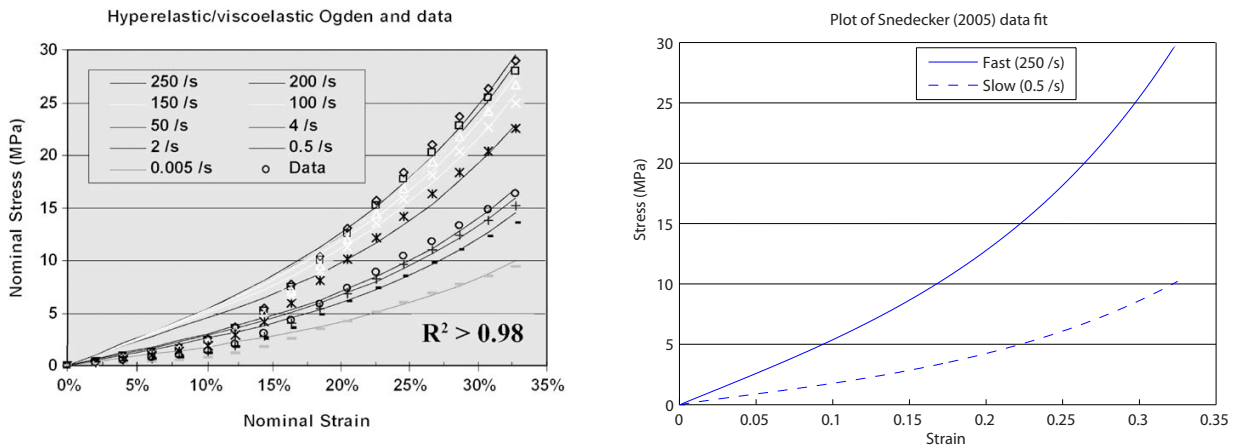 Hyperelastic/viscoelastic Ogden and data
30
25
20
15
10
5
0
Nominal Stress (MPa)
250 /s 200 /s
150 /s 100 /s
50 /s 4 /s
2 /s 0.5 /s
0.005 /s Data
R² > 0.98
0% 5% 10% 15% 20% 25% 30% 35%
Nominal Strain
Plot of Snedecker (2005) data fit
30
25
20
15
10
5
0
Stress (MPa)
Fast (250 /s)
Slow (0.5 /s)
0 0.05 0.1 0.15 0.2 0.25 0.3 0.35
Strain